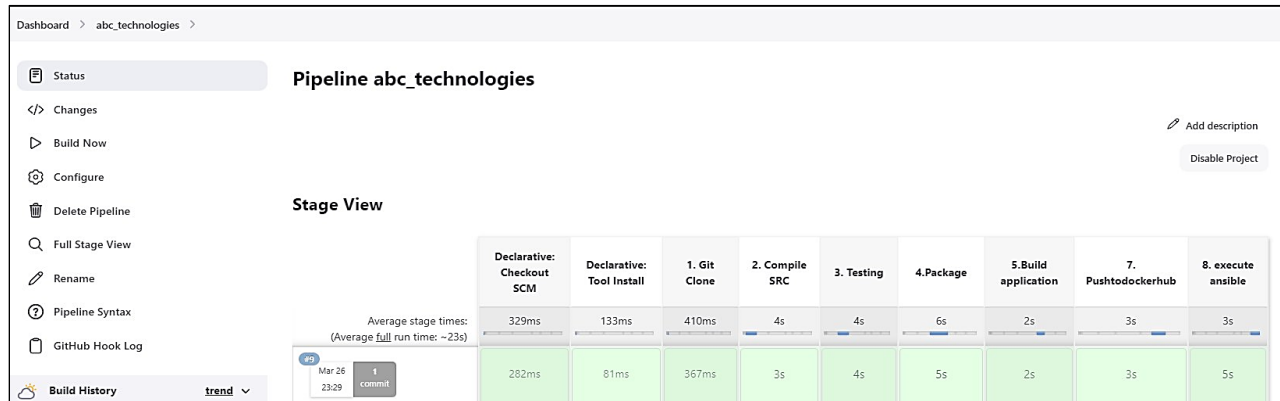 Dashboard > abc_technologies >
Status
Changes
Build Now
Configure
Delete Pipeline
Full Stage View
Rename
Pipeline Syntax
GitHub Hook Log
Build History trend
Pipeline abc_technologies
Add description
Disable Project
Stage View
Declarative: Checkout SCM
Declarative: Tool Install
1. Git Clone
2. Compile SRC
3. Testing
4.Package
5.Build application
7. Pushtodockerhub
8. execute ansible
Average stage times: 329ms 133ms 410ms 4s 4s 6s 2s 3s 3s
(Average full run time: ~23s)
#9
Mar 26
23:29
1
commit
282ms 81ms 367ms 3s 4s 5s 2s 3s 5s